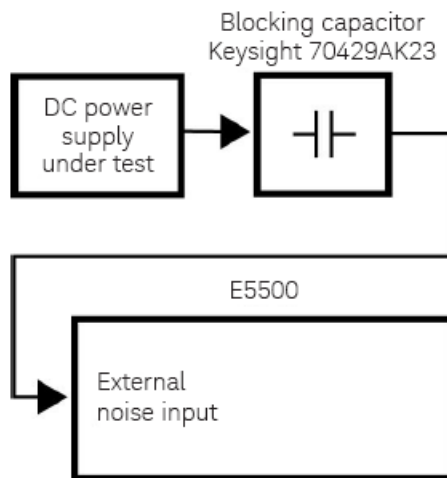 Blocking capacitor
Keysight 70429AK23
DC power
supply
under test
E5500
External
noise input